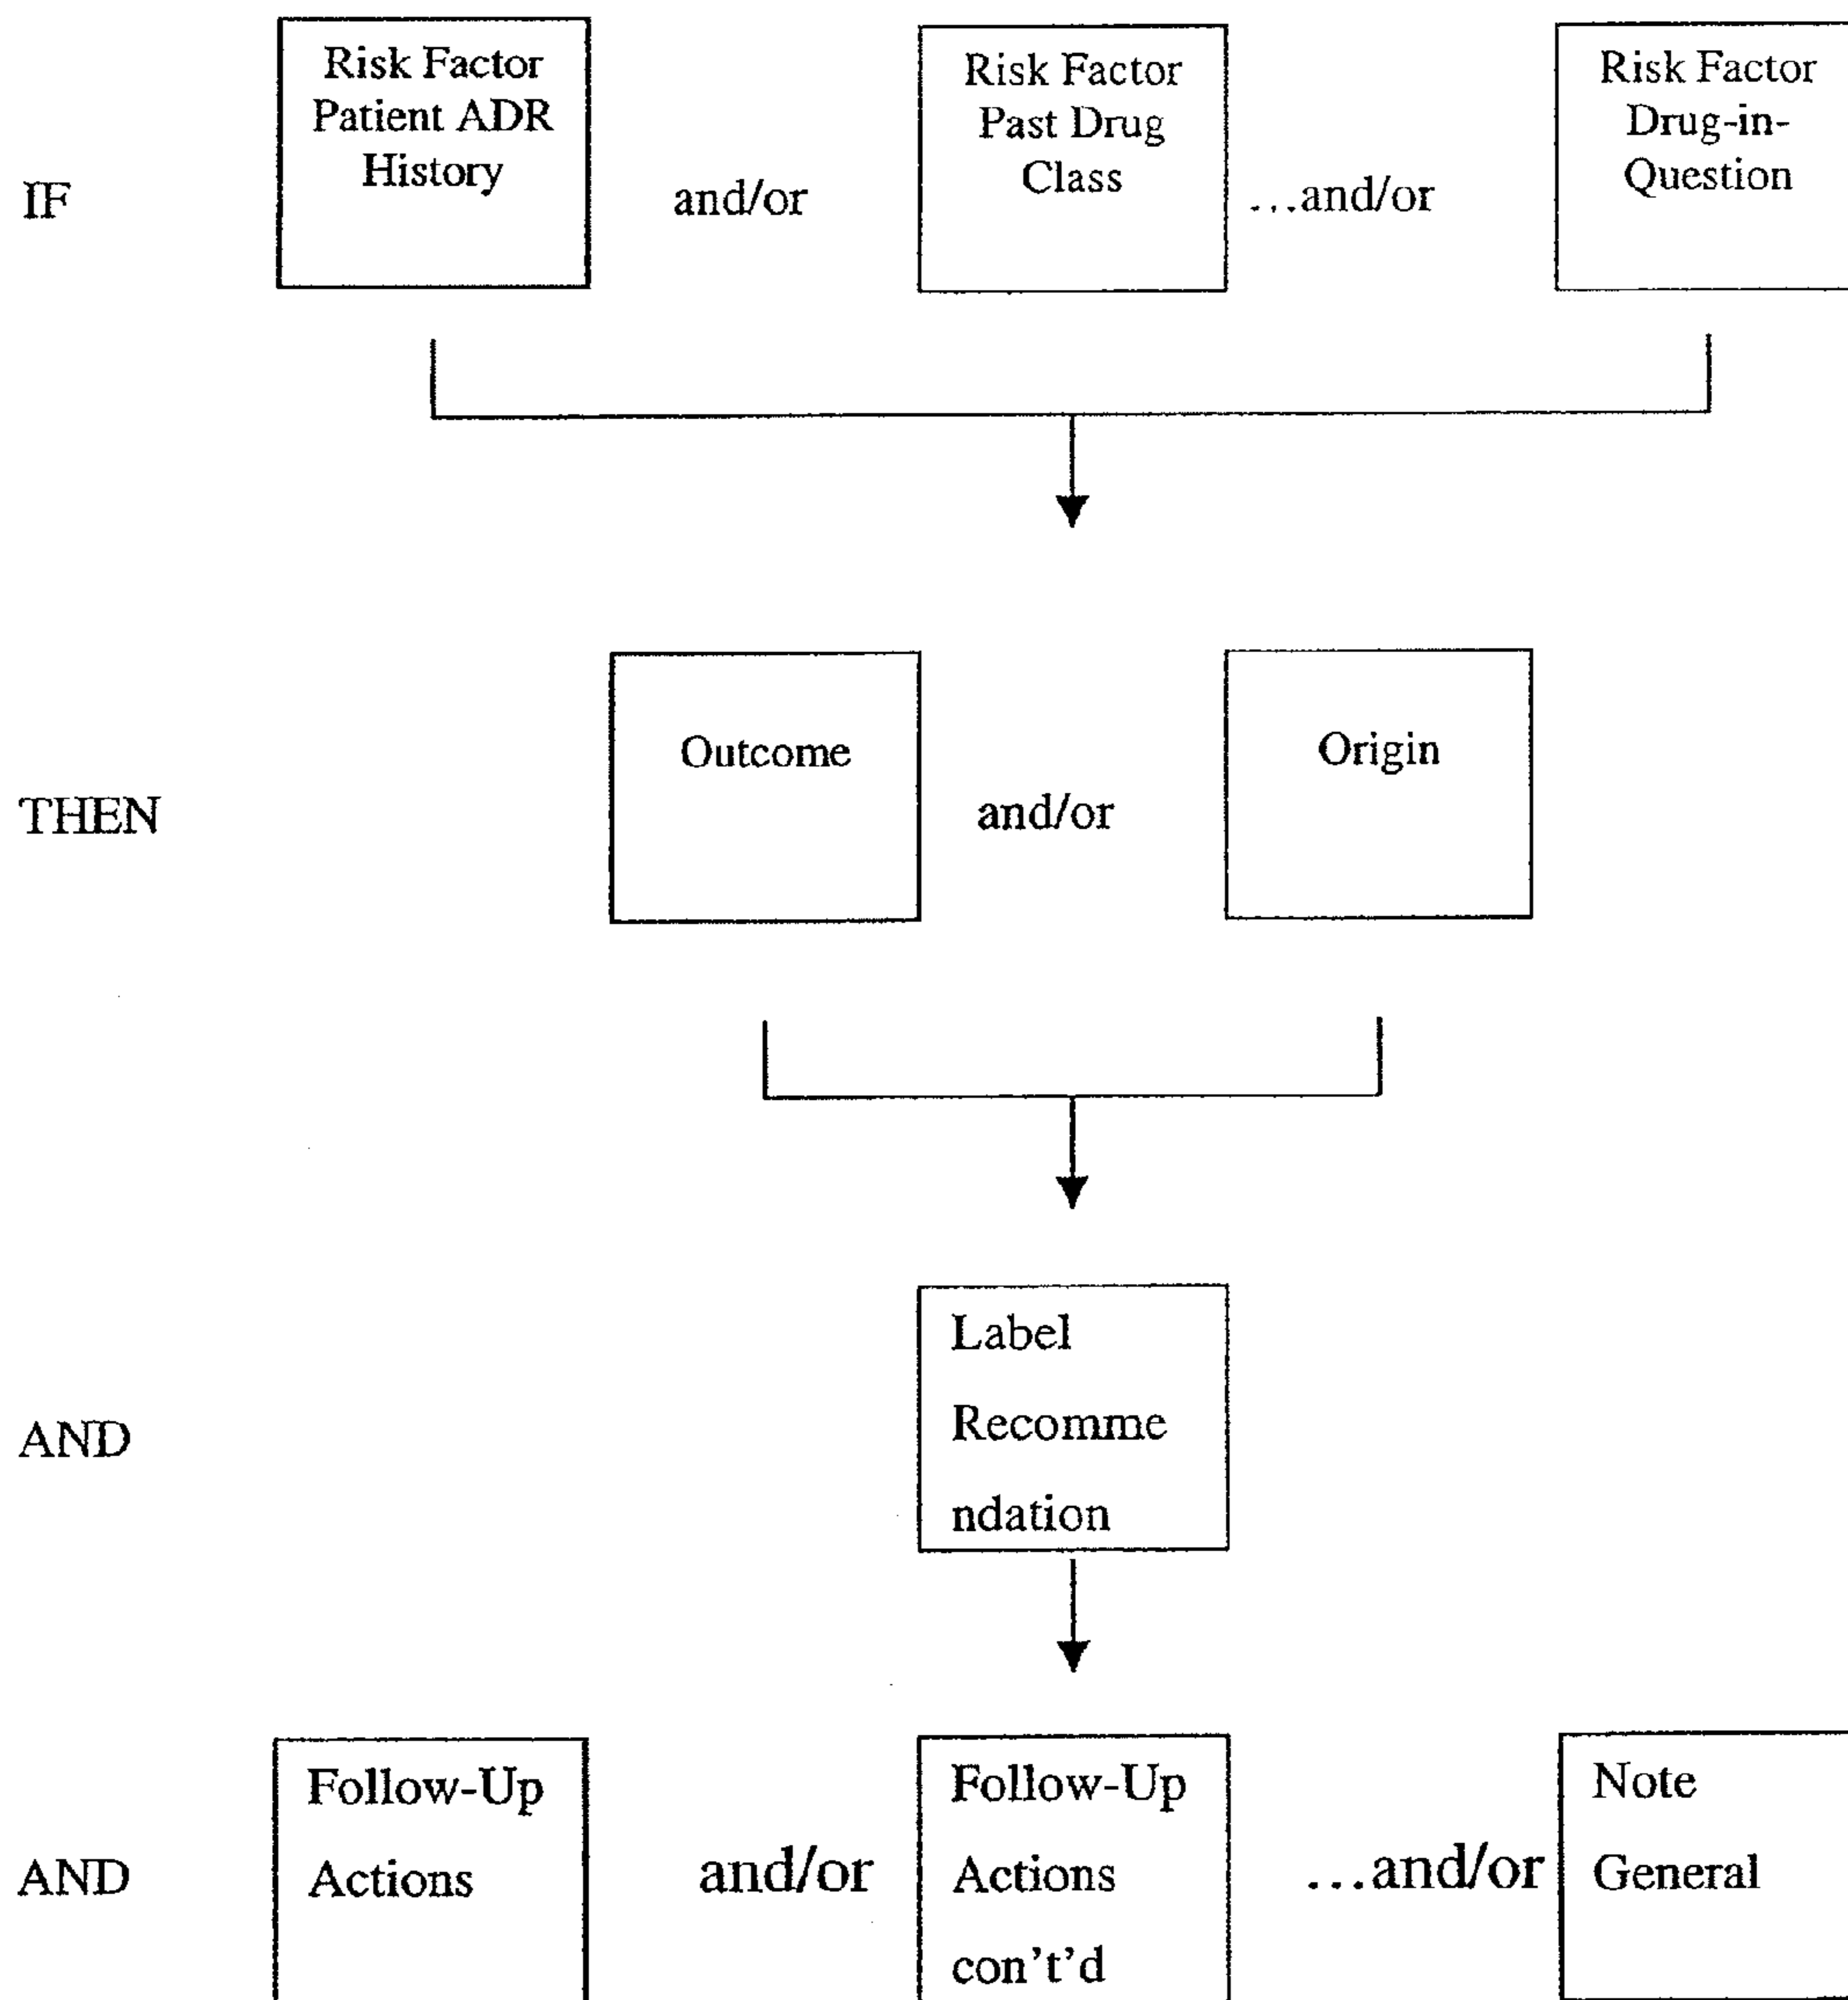 IF
Risk Factor
Patient ADR
History
and/or
Risk Factor
Past Drug
Class
...and/or
Risk Factor
Drug-in-
Question
THEN
Outcome
and/or
Origin
AND
Label
Recomme
ndation
AND
Follow-Up
Actions
and/or
Follow-Up
Actions
con't'd
...and/or
Note
General